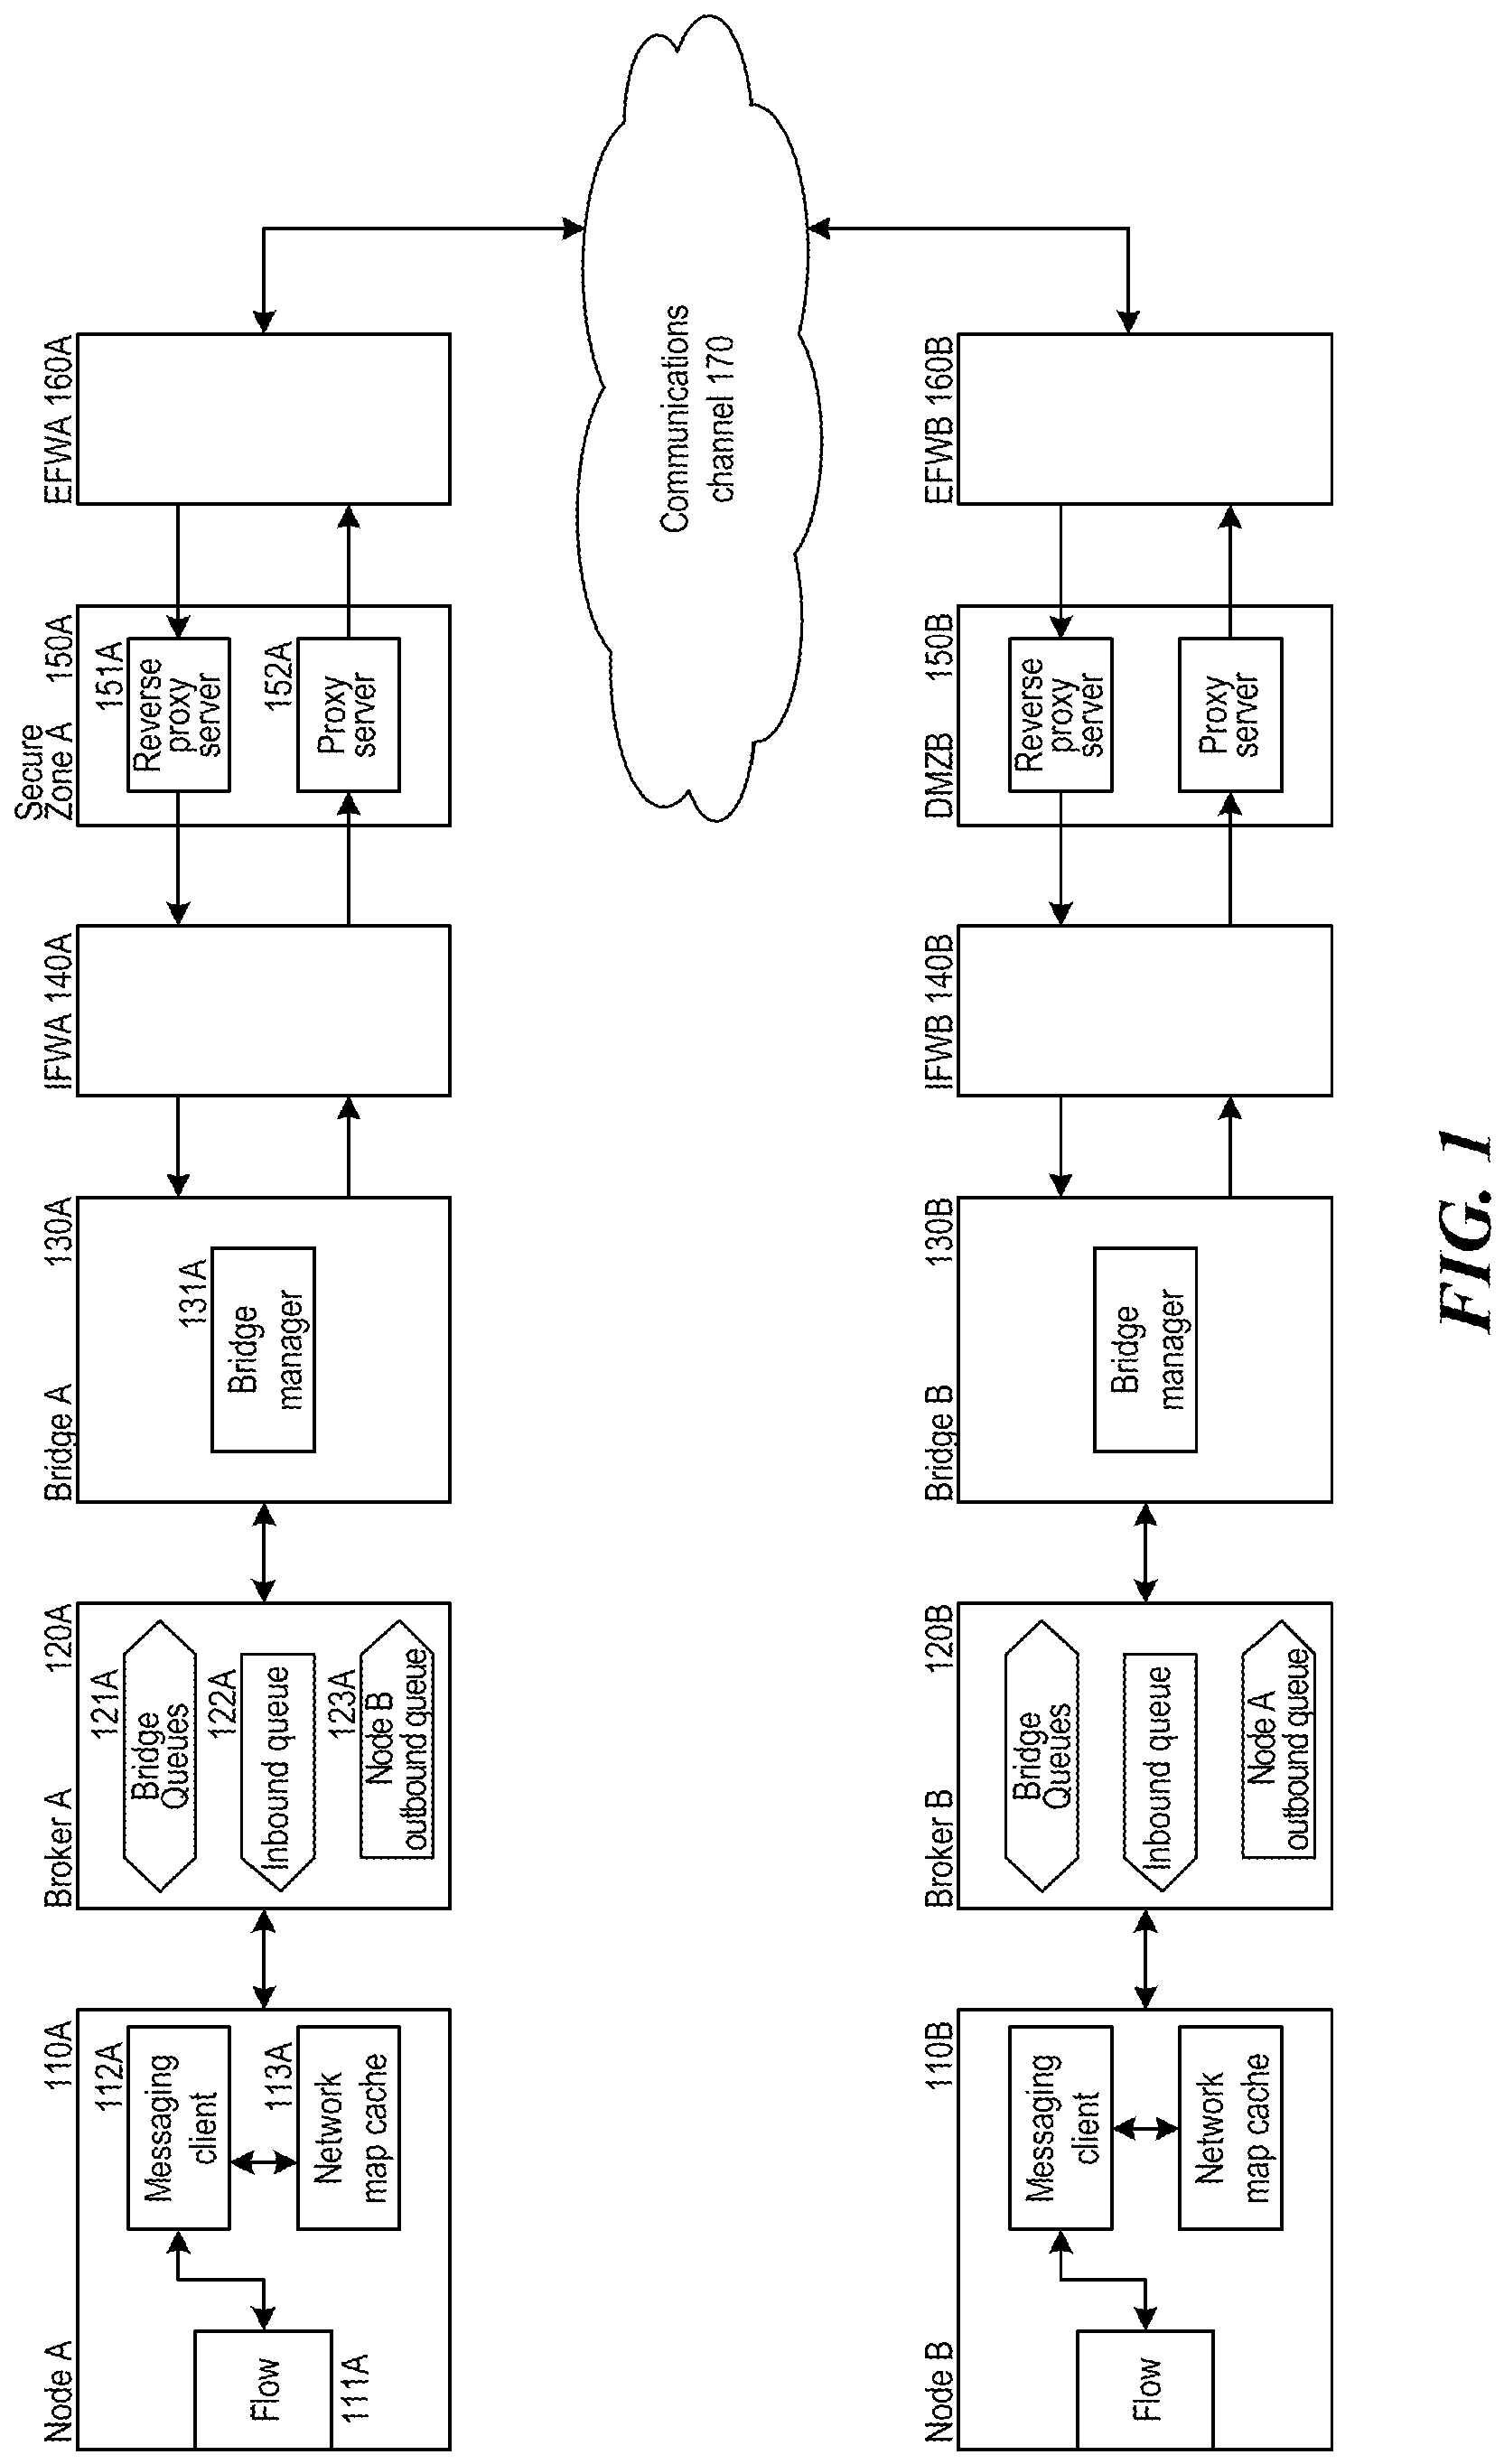 Node A
110A
Flow
111A
112A
Messaging
client
113A
Network
map cache
Broker A
120A
121A
Bridge
Queues
122A
Inbound queue
123A
Node B
outbound queue
Bridge A
130A
131A
Bridge
manager
IFWA 140A
Secure
Zone A
150A
151A
Reverse
proxy
server
152A
Proxy
server
EFWA 160A
Communications
channel 170
Node B
110B
Flow
Messaging
client
Network
map cache
Broker B
120B
Bridge
Queues
Inbound queue
Node A
outbound queue
Bridge B
130B
Bridge
manager
IFWB 140B
DMZB
150B
Reverse
proxy
server
Proxy
server
EFWB 160B
FIG. 1